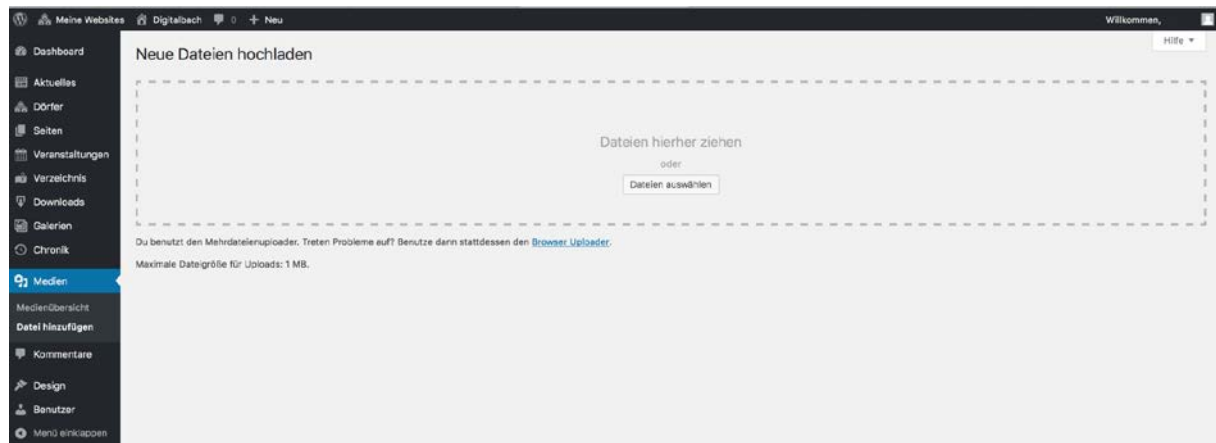 Meine Websites Digitalbach 0 + Neu Willkommen,
Hilfe
Dashboard
Aktuelles
Dörfer
Seiten
Veranstaltungen
Verzeichnis
Downloads
Galerien
Chronik
Medien
Medienübersicht
Datei hinzufügen
Kommentare
Design
Benutzer
Menü einklappen
Neue Dateien hochladen
Dateien hierher ziehen
oder
Dateien auswählen
Du benutzt den Mehrdateienuploader. Treten Probleme auf? Benutze dann stattdessen den Browser Uploader.
Maximale Dateigröße für Uploads: 1 MB.